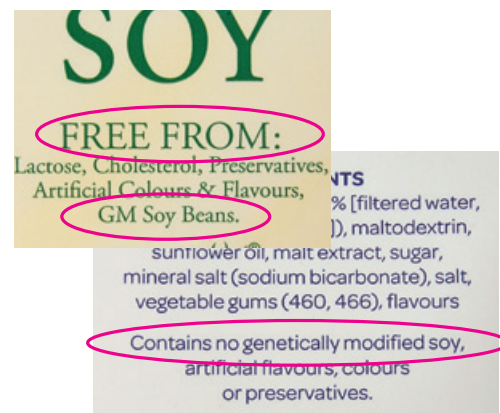 SOY
FREE FROM:
Lactose, Cholesterol, Preservatives,
Artificial Colours & Flavours,
GM Soy Beans.
NTS
% [filtered water,
]), maltodextrin,
sunflower oil, malt extract, sugar,
mineral salt (sodium bicarbonate), salt,
vegetable gums (460, 466), flavours
Contains no genetically modified soy,
artificial flavours, colours
or preservatives.